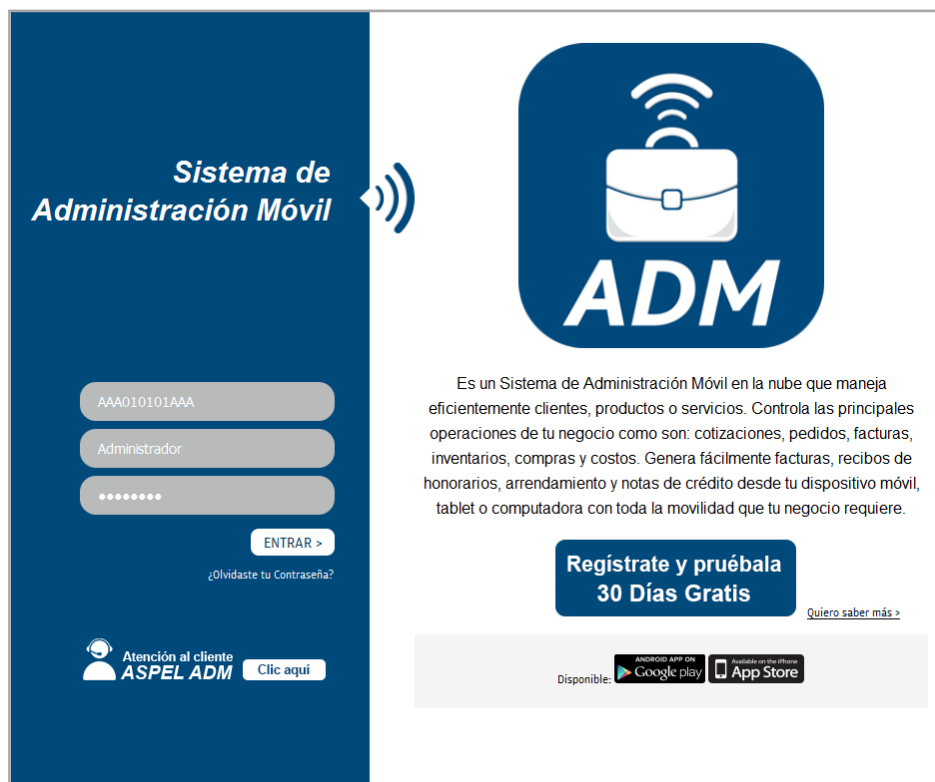 Sistema de
Administración Móvil
AAA010101AAA
Administrador
••••••••
ENTRAR >
¿Olvidaste tu Contraseña?
Atención al cliente
ASPEL ADM
Clic aqui
ADM
Es un Sistema de Administración Móvil en la nube que maneja
eficientemente clientes, productos o servicios. Controla las principales
operaciones de tu negocio como son: cotizaciones, pedidos, facturas,
inventarios, compras y costos. Genera fácilmente facturas, recibos de
honorarios, arrendamiento y notas de crédito desde tu dispositivo móvil,
tablet o computadora con toda la movilidad que tu negocio requiere.
Regístrate y pruébala
30 Días Gratis
Quiero saber más >
Disponible:
ANDROID APP ON
Google play
Available on the iPhone
App Store